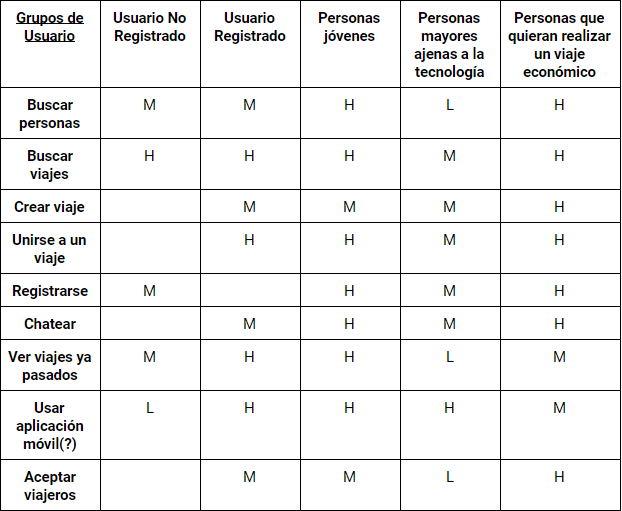 Grupos de Usuario No Usuario Personas Personas Personas que
Usuario Registrado Registrado jóvenes mayores quieran realizar
ajenas a la un viaje
tecnología económico
Buscar M M H L H
personas
Buscar H H H M H
viajes
Crear viaje M M M H
Unirse a un H H M H
viaje
Registrarse M H M H
Chatear M H M H
Ver viajes ya M H H L M
pasados
Usar L H H H M
aplicación
móvil(?)
Aceptar M M L H
viajeros